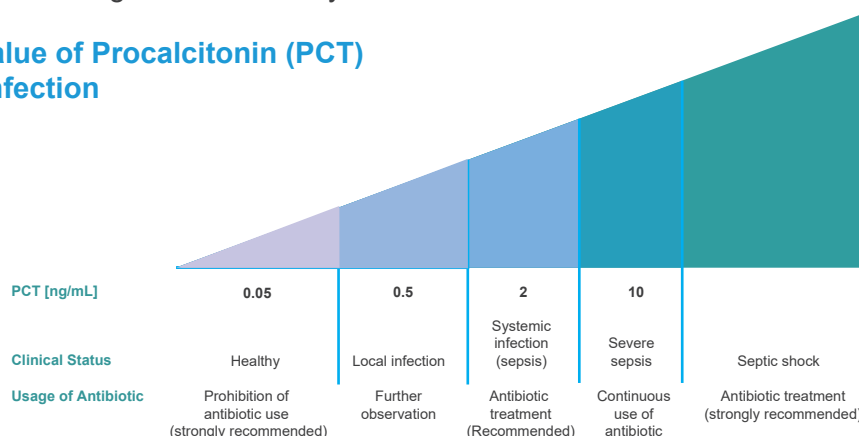 alue of Procalcitonin (PCT)
nfection
PCT [ng/mL]
0.05
0.5
2
10
Clinical Status
Healthy
Local infection
Systemic
infection
(sepsis)
Severe
sepsis
Septic shock
Usage of Antibiotic
Prohibition of
antibiotic use
(strongly recommended)
Further
observation
Antibiotic
treatment
(Recommended)
Continuous
use of
antibiotic
Antibiotic treatment
(strongly recommended)